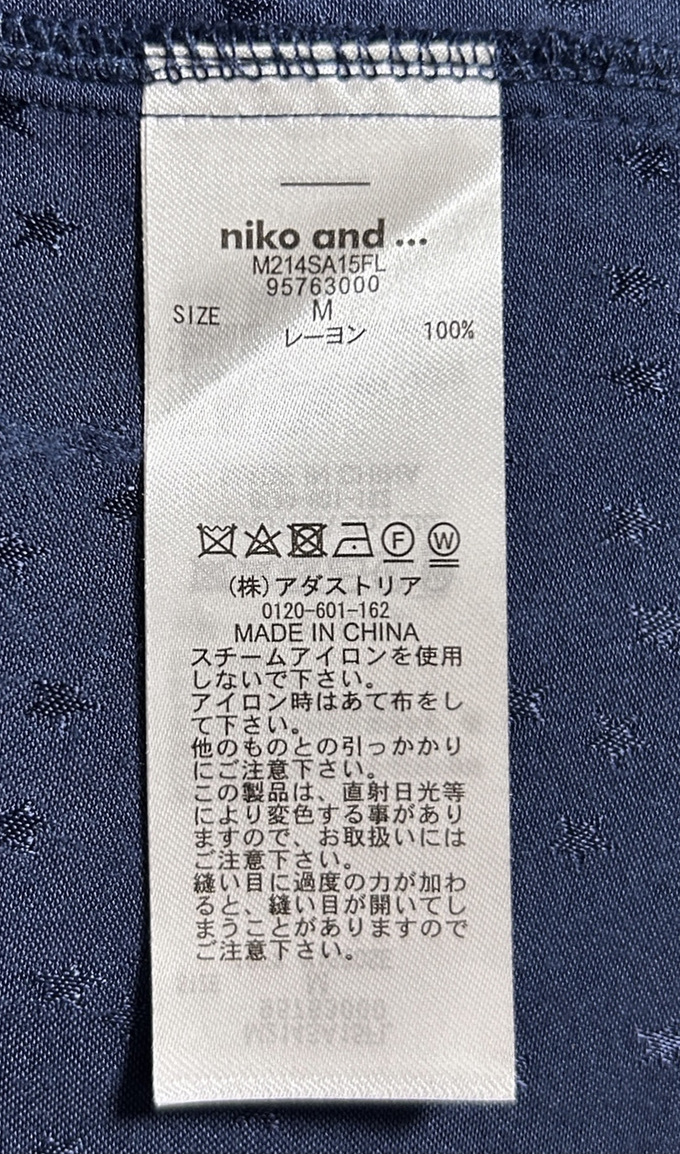 niko and ...
M214SA15FL
95763000
SIZE M
レーヨン 100%
F W
(株)アダストリア
0120-601-162
MADE IN CHINA
スチームアイロンを使用
しないで下さい。
アイロン時はあて布をし
て下さい。
他のものとの引っかかり
にご注意下さい。
この製品は、直射日光等
により変色する事があり
ますので、お取扱いには
ご注意下さい。
縫い目に過度の力が加わ
ると、縫い目が開いてし
まうことがありますので
ご注意下さい。